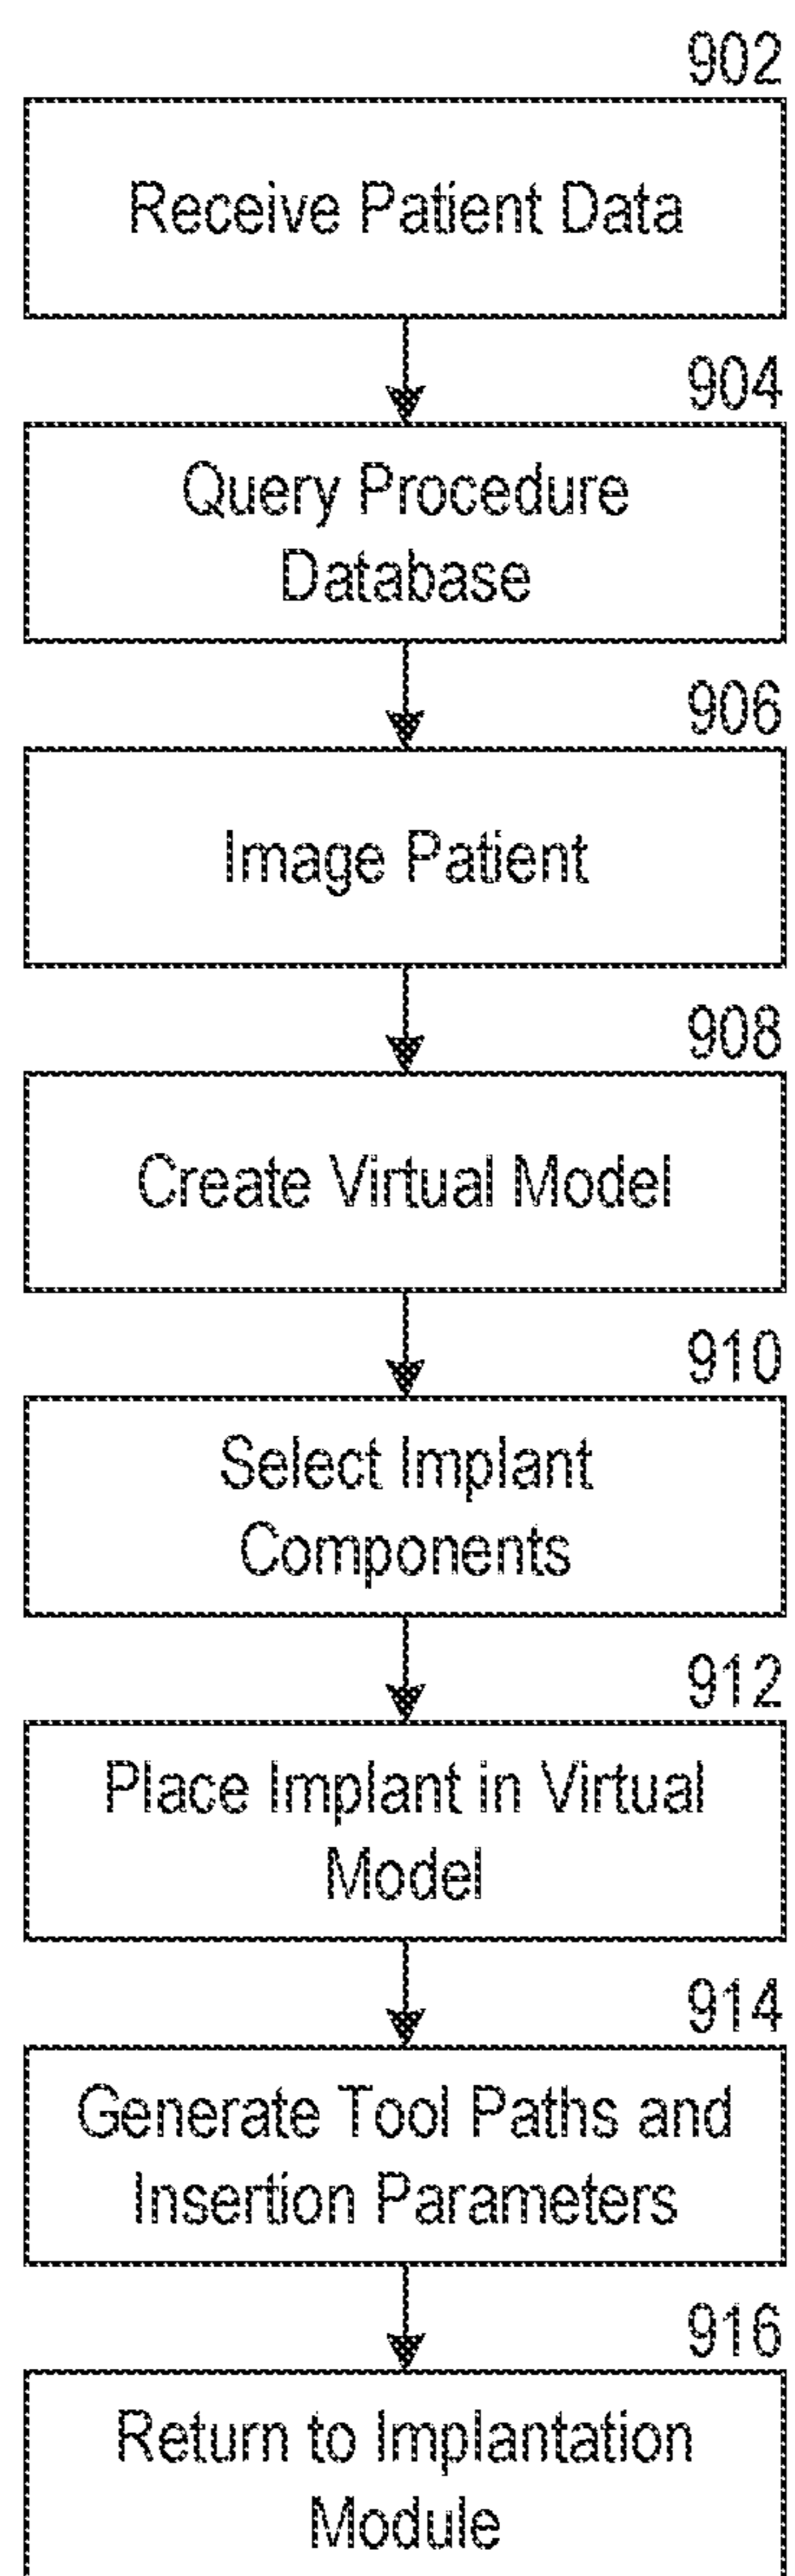 902
Receive Patient Data
904
Query Procedure
Database
906
Image Patient
908
Create Virtual Model
910
Select Implant
Components
912
Place Implant in Virtual
Model
914
Generate Tool Paths and
Insertion Parameters
916
Return to Implantation
Module